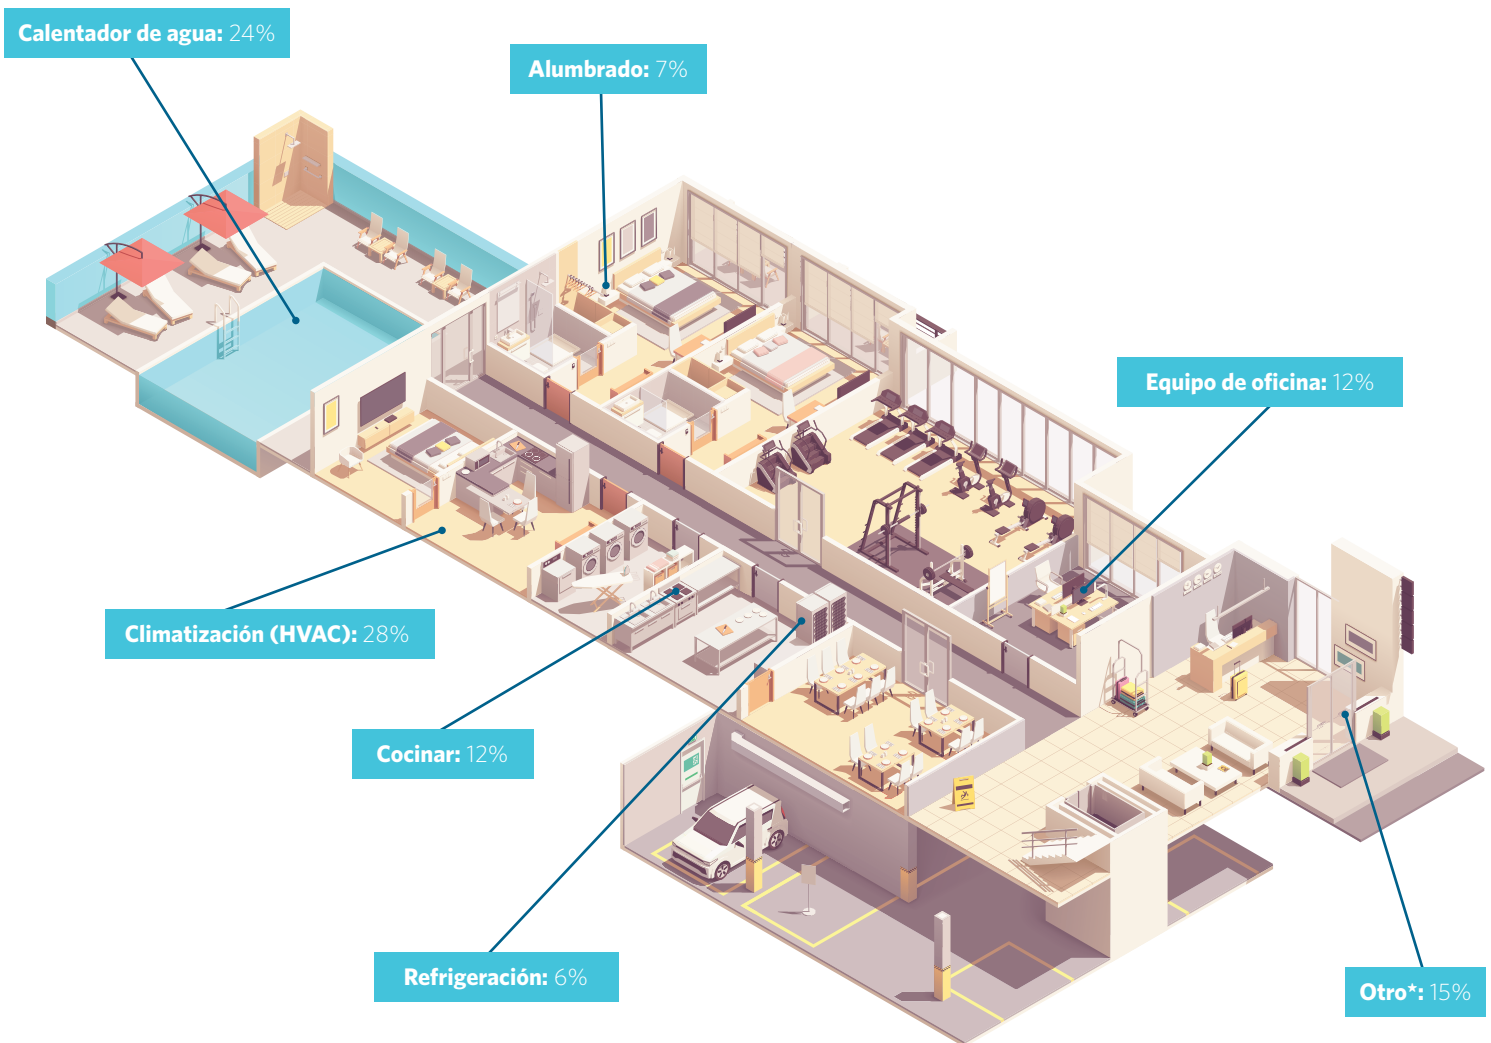 Calentador de agua: 24%
Alumbrado: 7%
Equipo de oficina: 12%
Climatización (HVAC): 28%
Cocinar: 12%
Refrigeración: 6%
Otro*: 15%